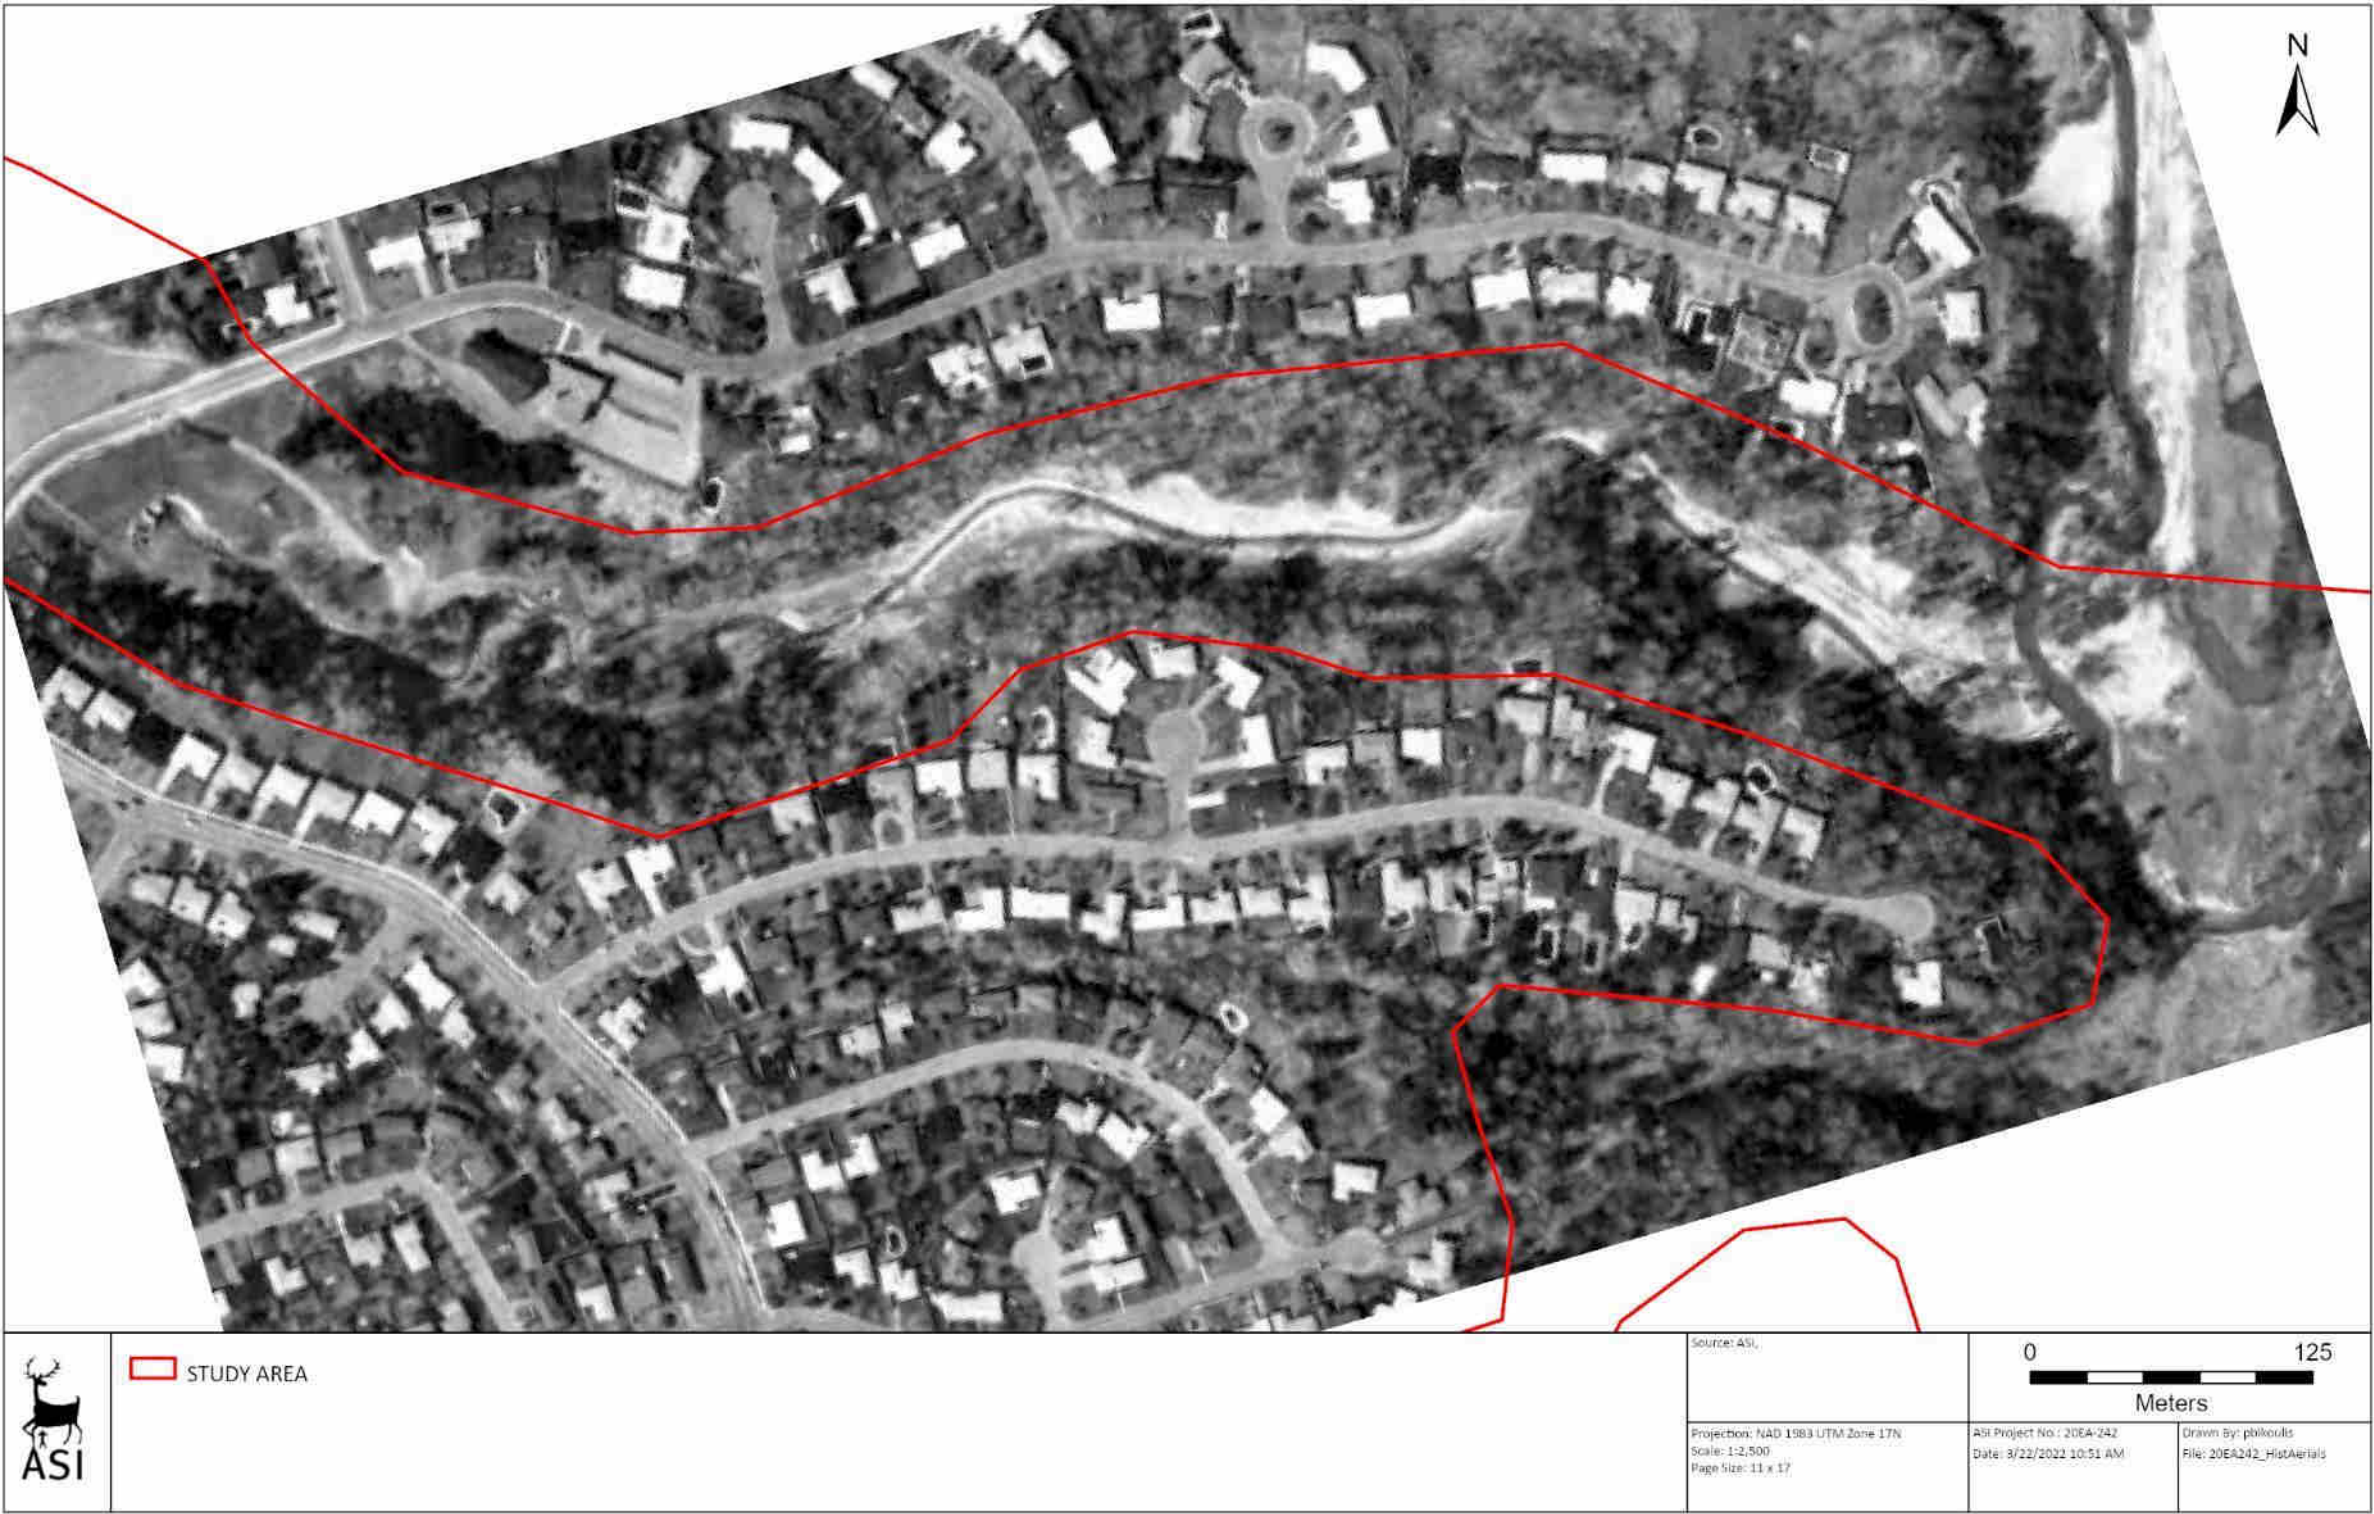 N
STUDY AREA
ASI
Source: ASI,
0 125
Meters
Projection: NAD 1983 UTM Zone 17N
Scale: 1:2,500
Page Size: 11 x 17
ASI Project No.: 20EA-242
Date: 3/22/2022 10:51 AM
Drawn By: pbikoulis
File: 20EA242_HistAerials